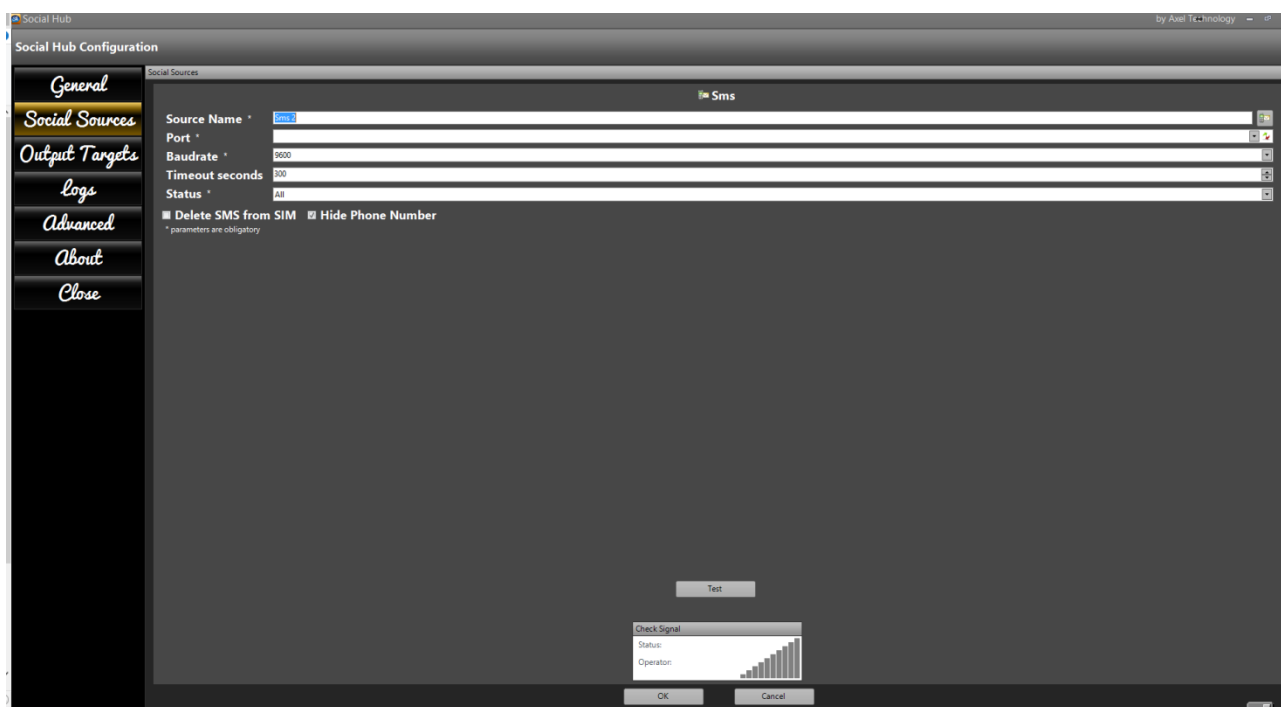 Social Hub
by Axel Technology
Social Hub Configuration
General
Social Sources
Output Targets
Logs
Advanced
About
Close
Social Sources
Sms
Source Name *
Sms 2
Port *
Baudrate *
9600
Timeout seconds
300
Status *
All
Delete SMS from SIM
Hide Phone Number
* parameters are obligatory
Test
Check Signal
Status:
Operator:
OK
Cancel